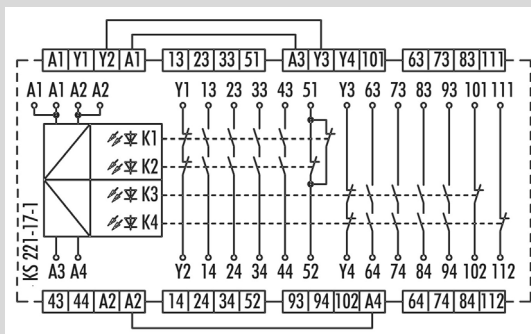 A1 Y1 Y2 A1 13 23 33 51 A3 Y3 Y4 101 63 73 83 111
A1 A1 A2 A2 Y1 13 23 33 43 51 Y3 63 73 83 93 101 111
K1
K2
K3
K4
KS 221-17-1
A3 A4 Y2 14 24 34 44 52 Y4 64 74 84 94 102 112
43 44 A2 A2 14 24 34 52 93 94 102 A4 64 74 84 112